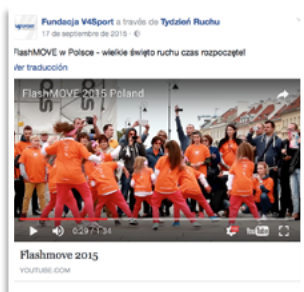 Fundacja V4Sport a través de Tydzień Ruchu
17 de septiembre de 2015
FlashMOVE w Polsce - wielkie święto ruchu czas rozpocząć!
Ver traducción
FlashMOVE 2015 Poland
0:29 / 1:34
YouTube
Flashmove 2015
YOUTUBE.COM